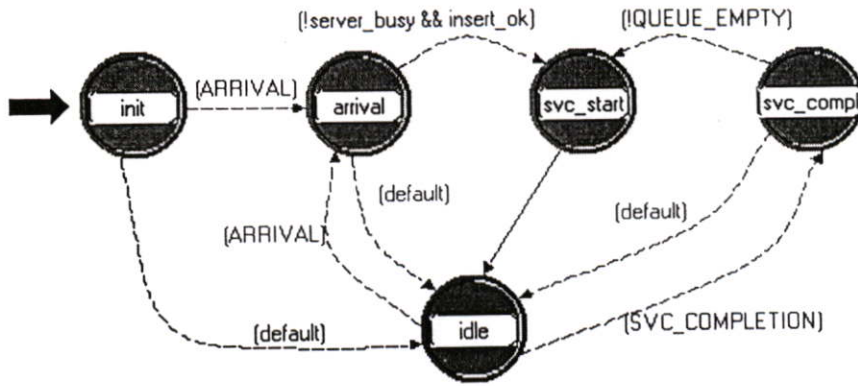 (!server_busy && insert_ok)
(!QUEUE_EMPTY)
(ARRIVAL)
init
arrival
svc_start
svc_compl
(default)
(default)
(ARRIVAL)
(default)
idle
(SVC_COMPLETION)